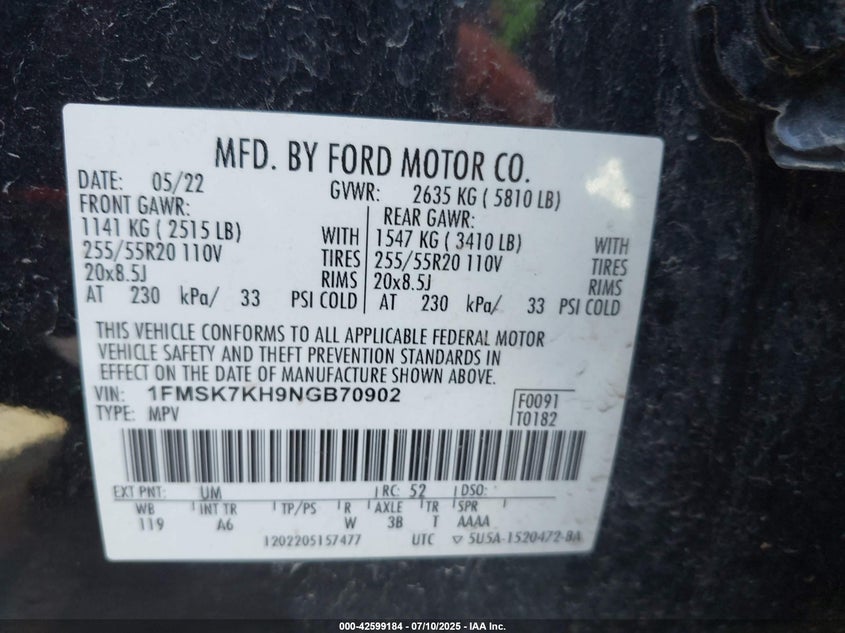 MFD. BY FORD MOTOR CO.
DATE: 05/22 GVWR: 2635 KG ( 5810 LB)
FRONT GAWR: REAR GAWR:
1141 KG ( 2515 LB) WITH 1547 KG ( 3410 LB) WITH
255/55R20 110V TIRES 255/55R20 110V TIRES
20x8.5J RIMS 20x8.5J RIMS
AT 230 kPa/ 33 PSI COLD AT 230 kPa/ 33 PSI COLD
THIS VEHICLE CONFORMS TO ALL APPLICABLE FEDERAL MOTOR
VEHICLE SAFETY AND THEFT PREVENTION STANDARDS IN
EFFECT ON THE DATE OF MANUFACTURE SHOWN ABOVE.
VIN: 1FMSK7KH9NGB70902 F0091
TYPE: MPV T0182
EXT PNT: UM RC: 52 DSO:
WB INT TR TP/PS R AXLE TR SPR
119 A6 W 3B T AAAA
1202205157477 UTC ▽ 5U5A-1520472-BA
000-42599184 - 07/10/2025 - IAA Inc.